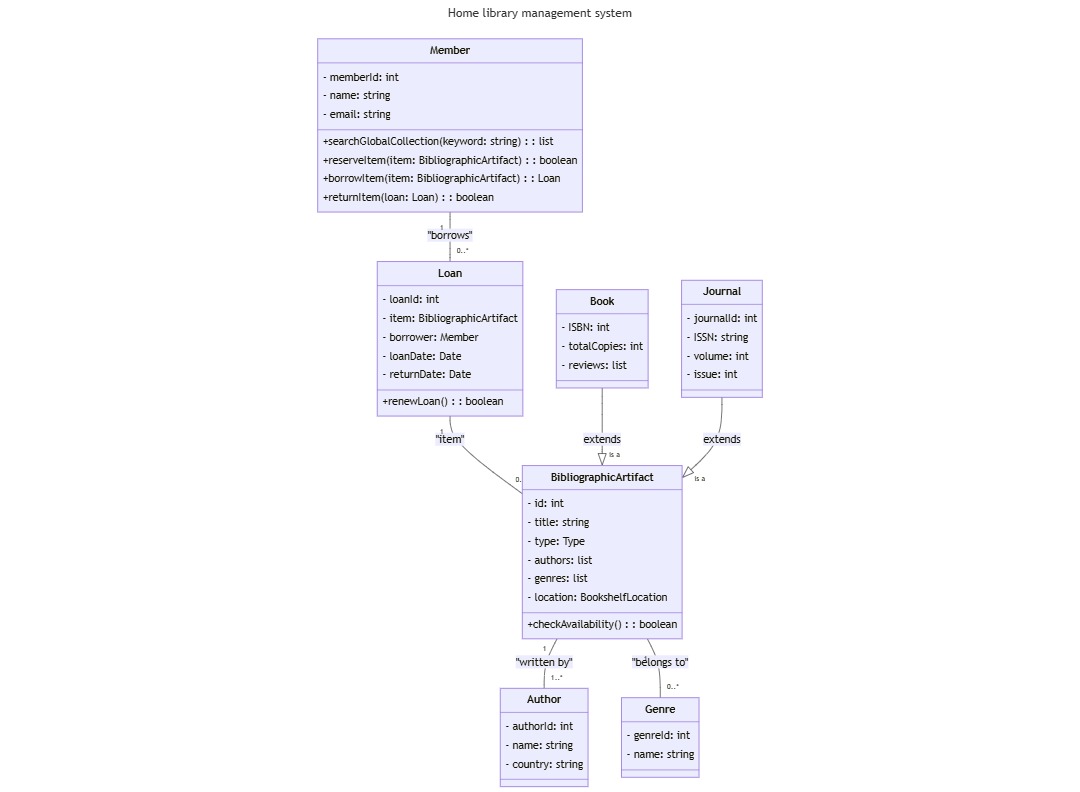 Home library management system
Member
- memberId: int
- name: string
- email: string
+searchGlobalCollection(keyword: string) : : list
+reserveItem(item: BibliographicArtifact) : : boolean
+borrowItem(item: BibliographicArtifact) : : Loan
+returnItem(loan: Loan) : : boolean
1
"borrows"
0..*
Loan
- loanId: int
- item: BibliographicArtifact
- borrower: Member
- loanDate: Date
- returnDate: Date
+renewLoan() : : boolean
Book
- ISBN: int
- totalCopies: int
- reviews: list
Journal
- journalId: int
- ISSN: string
- volume: int
- issue: int
1
"item"
extends
extends
is a
is a
0.
BibliographicArtifact
- id: int
- title: string
- type: Type
- authors: list
- genres: list
- location: BookshelfLocation
+checkAvailability() : : boolean
1
"written by"
1..*
"belongs to"
0..*
Author
- authorId: int
- name: string
- country: string
Genre
- genreId: int
- name: string